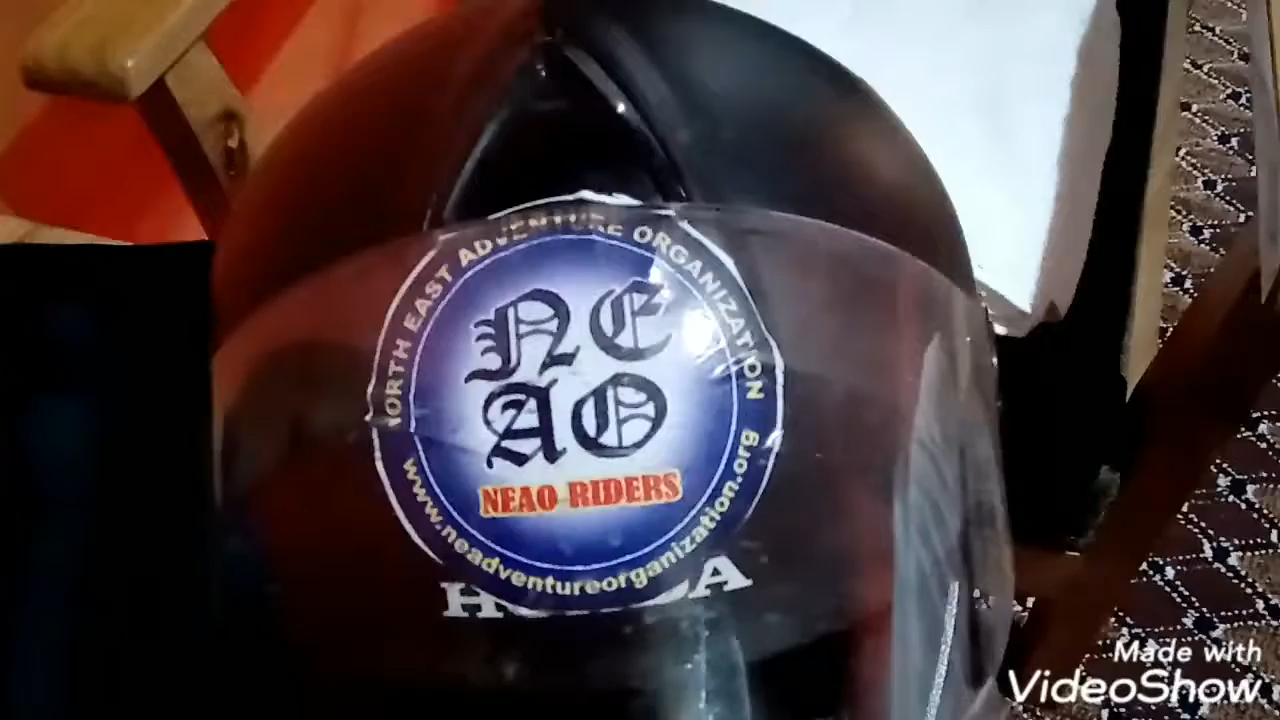 NORTH EAST ADVENTURE ORGANIZATION
NE
AO
NEAO RIDERS
www.neadventureorganization.org
Made with
VideoShow